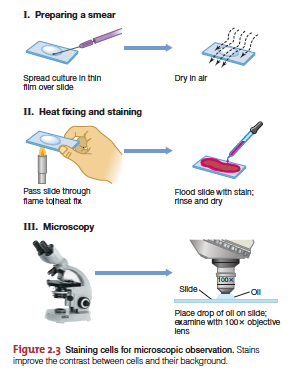 I. Preparing a smear
Spread culture in thin
film over slide
Dry in air
II. Heat fixing and staining
Pass slide through
flame to heat fix
Flood slide with stain;
rinse and dry
III. Microscopy
100×
Slide
Oil
Place drop of oil on slide;
examine with 100× objective
lens
Figure 2.3 Staining cells for microscopic observation. Stains
improve the contrast between cells and their background.